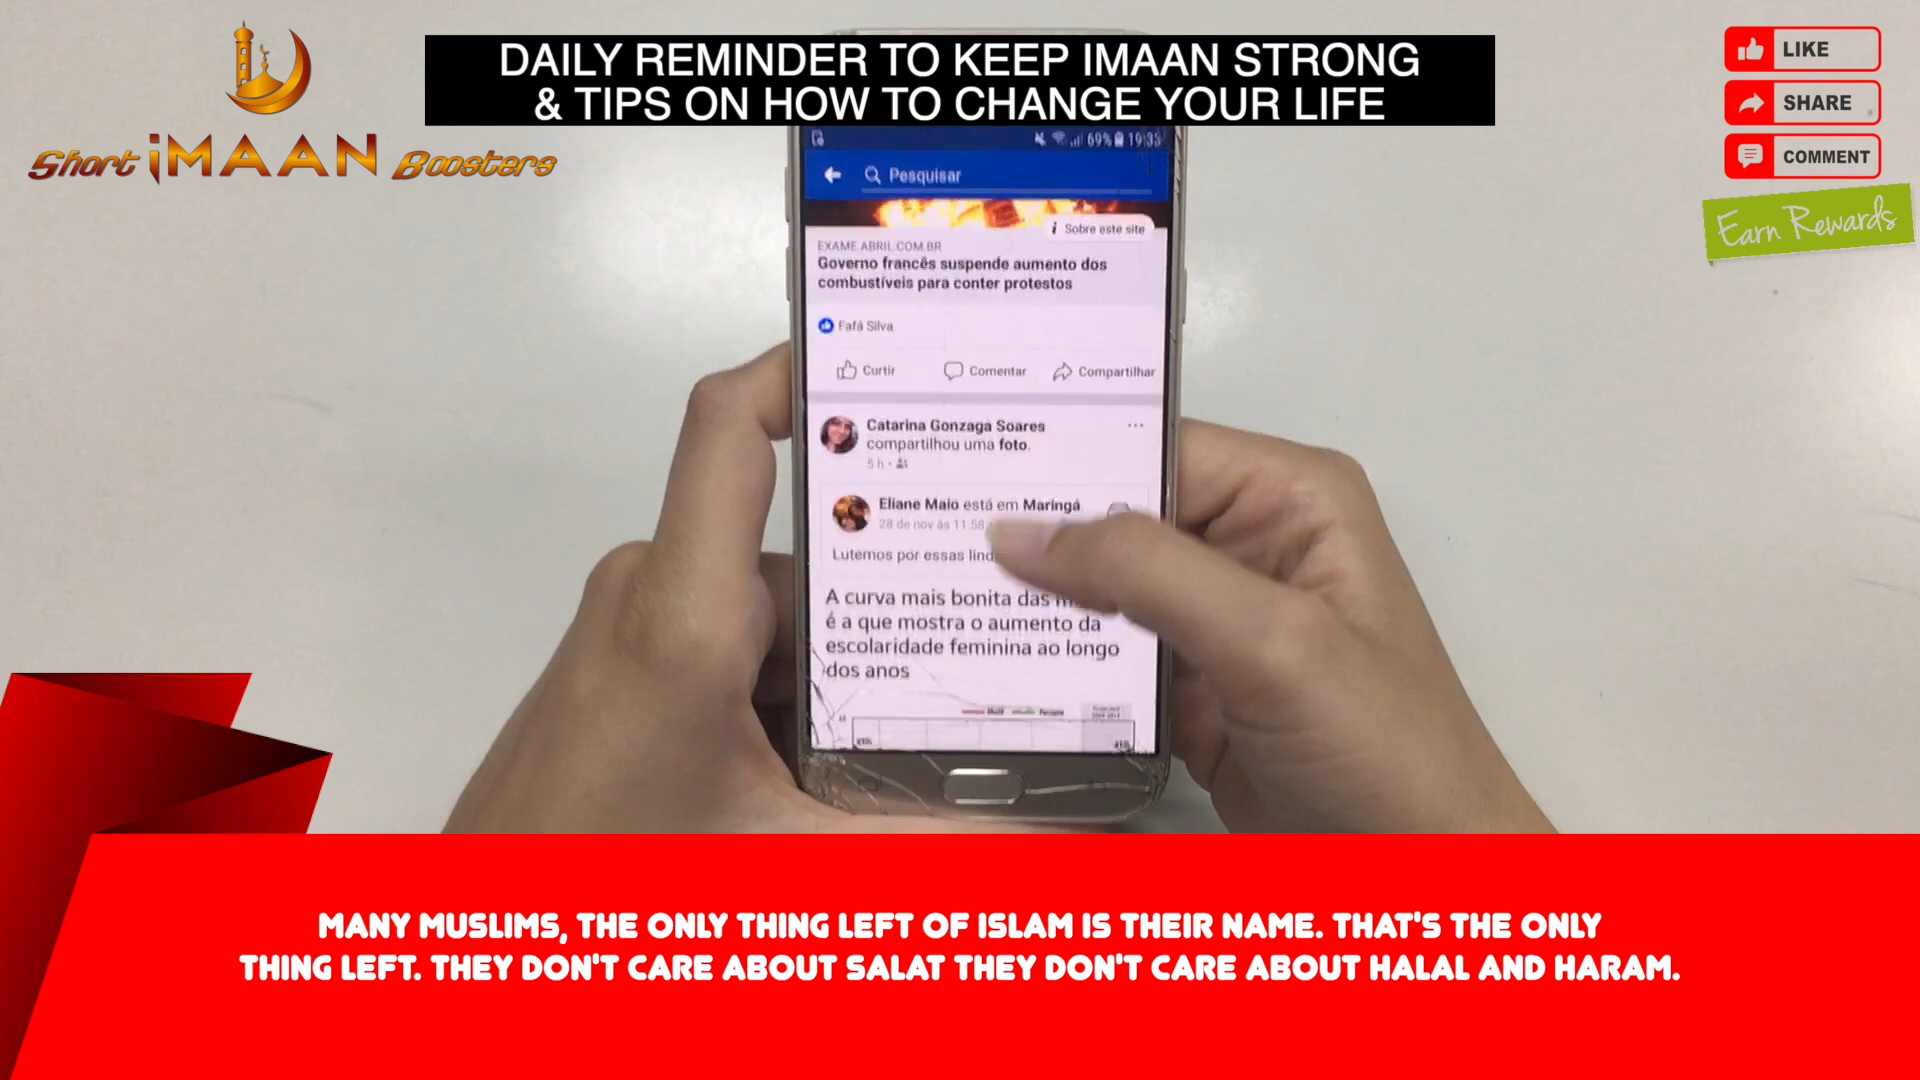 Short iMAAN Boosters
DAILY REMINDER TO KEEP IMAAN STRONG
& TIPS ON HOW TO CHANGE YOUR LIFE
LIKE
SHARE
COMMENT
Earn Rewards
69% 19:33
Pesquisar
i Sobre este site
EXAME.ABRIL.COM.BR
Governo francês suspende aumento dos
combustíveis para conter protestos
Fafá Silva
Curtir Comentar Compartilhar
Catarina Gonzaga Soares
compartilhou uma foto.
5 h
Eliane Maio está em Maringá
28 de nov às 11:58
Lutemos por essas
A curva mais bonita das
é a que mostra o aumento da
escolaridade feminina ao longo
dos anos
MANY MUSLIMS, THE ONLY THING LEFT OF ISLAM IS THEIR NAME. THAT'S THE ONLY
THING LEFT. THEY DON'T CARE ABOUT SALAT THEY DON'T CARE ABOUT HALAL AND HARAM.